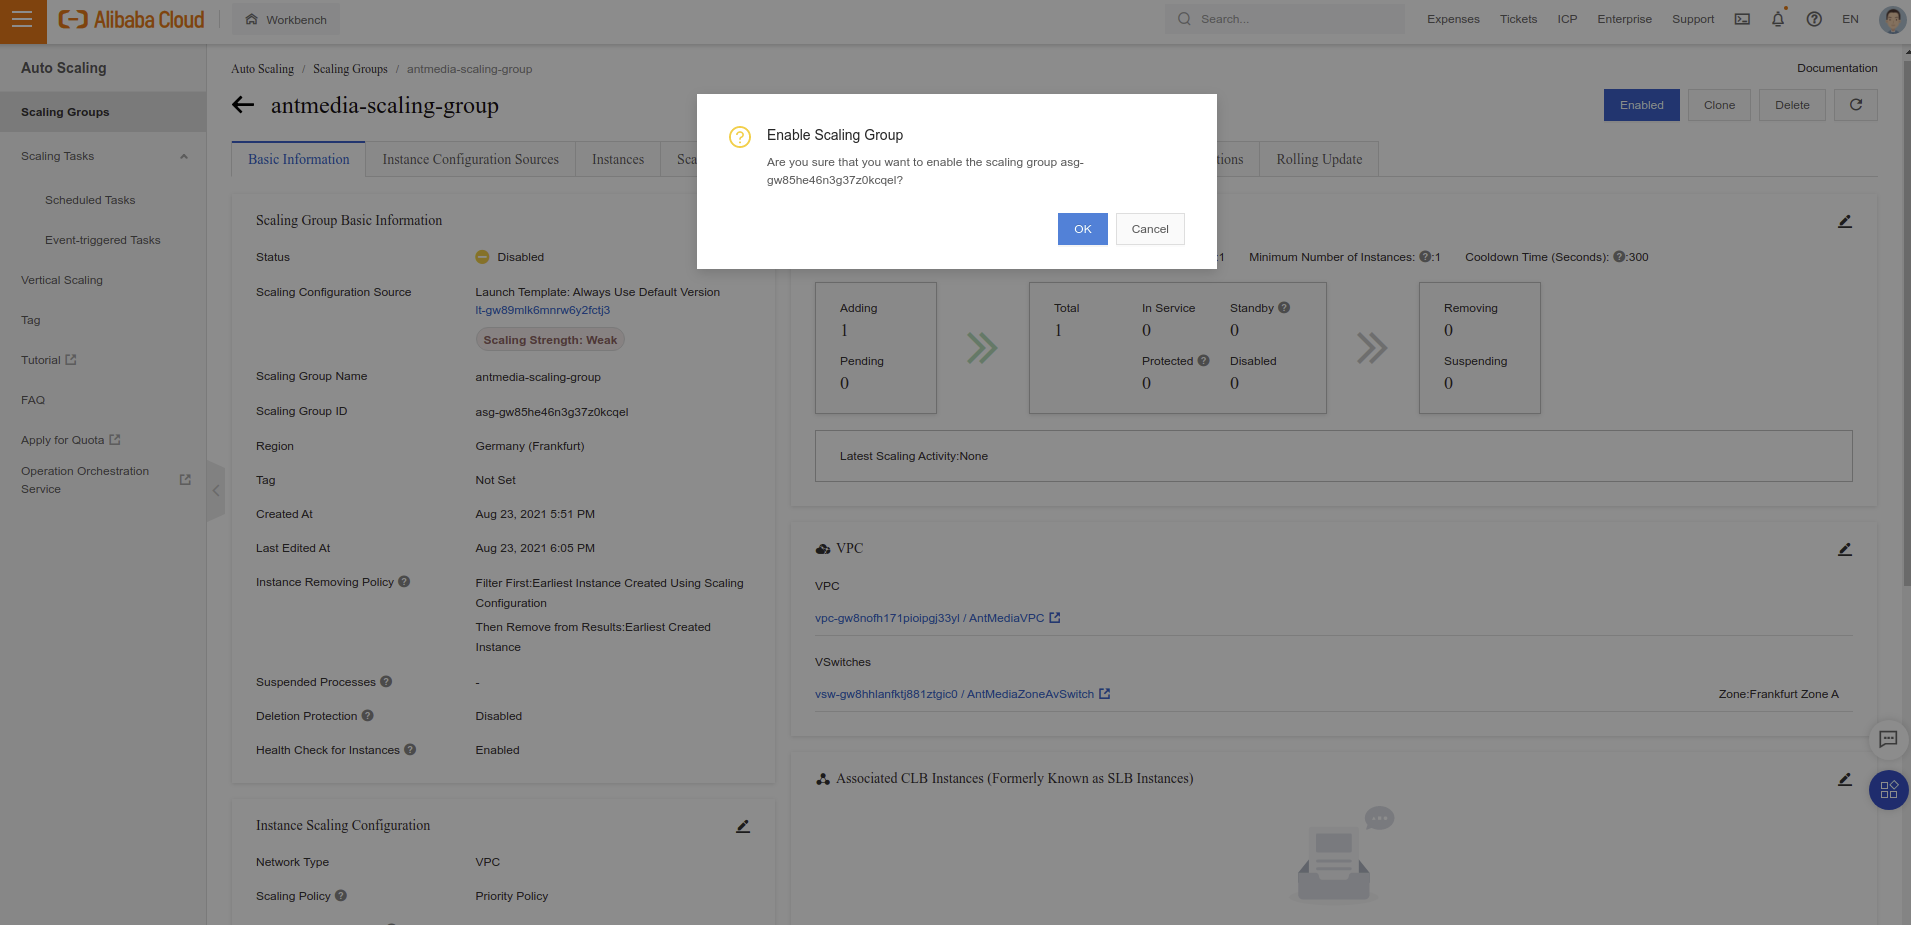 Alibaba Cloud
Workbench
Search...
Expenses
Tickets
ICP
Enterprise
Support
EN
Auto Scaling
Scaling Groups
Scaling Tasks
Scheduled Tasks
Event-triggered Tasks
Vertical Scaling
Tag
Tutorial
FAQ
Apply for Quota
Operation Orchestration
Service
Auto Scaling / Scaling Groups / antmedia-scaling-group
Documentation
antmedia-scaling-group
Enabled
Clone
Delete
Basic Information
Instance Configuration Sources
Instances
Sca
tions
Rolling Update
Enable Scaling Group
Are you sure that you want to enable the scaling group asg-
gw85he46n3g37z0kcqel?
OK
Cancel
Scaling Group Basic Information
Status
Disabled
Scaling Configuration Source
Launch Template: Always Use Default Version
lt-gw89mlk6mnrw6y2fctj3
Scaling Strength: Weak
Scaling Group Name
antmedia-scaling-group
Scaling Group ID
asg-gw85he46n3g37z0kcqel
Region
Germany (Frankfurt)
Tag
Not Set
Created At
Aug 23, 2021 5:51 PM
Last Edited At
Aug 23, 2021 6:05 PM
Instance Removing Policy
Filter First:Earliest Instance Created Using Scaling
Configuration
Then Remove from Results:Earliest Created
Instance
Suspended Processes
-
Deletion Protection
Disabled
Health Check for Instances
Enabled
Instance Scaling Configuration
Network Type
VPC
Scaling Policy
Priority Policy
:1
Minimum Number of Instances: :1
Cooldown Time (Seconds): :300
Adding
1
Pending
0
Total
1
In Service
0
Standby
0
Protected
0
Disabled
0
Removing
0
Suspending
0
Latest Scaling Activity:None
VPC
VPC
vpc-gw8nofh171pioipgj33yl / AntMediaVPC
VSwitches
vsw-gw8hhlanfktj881ztgic0 / AntMediaZoneAvSwitch
Zone:Frankfurt Zone A
Associated CLB Instances (Formerly Known as SLB Instances)